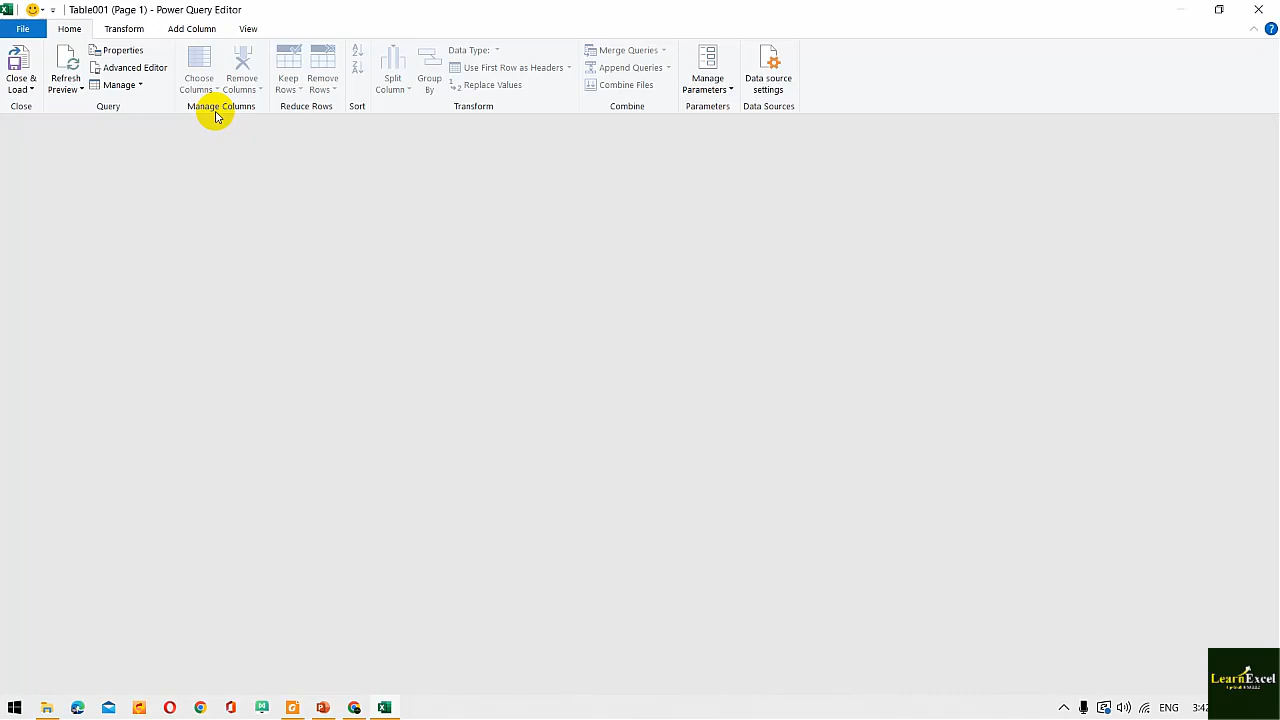 Table001 (Page 1) - Power Query Editor
File
Home
Transform
Add Column
View
Close & Load
Refresh Preview
Properties
Advanced Editor
Manage
Choose Columns
Remove Columns
Keep Rows
Remove Rows
Split Column
Group By
Data Type:
Use First Row as Headers
Replace Values
Merge Queries
Append Queries
Combine Files
Manage Parameters
Data source settings
Close
Query
Manage Columns
Reduce Rows
Sort
Transform
Combine
Parameters
Data Sources
LearnExcel
ENG